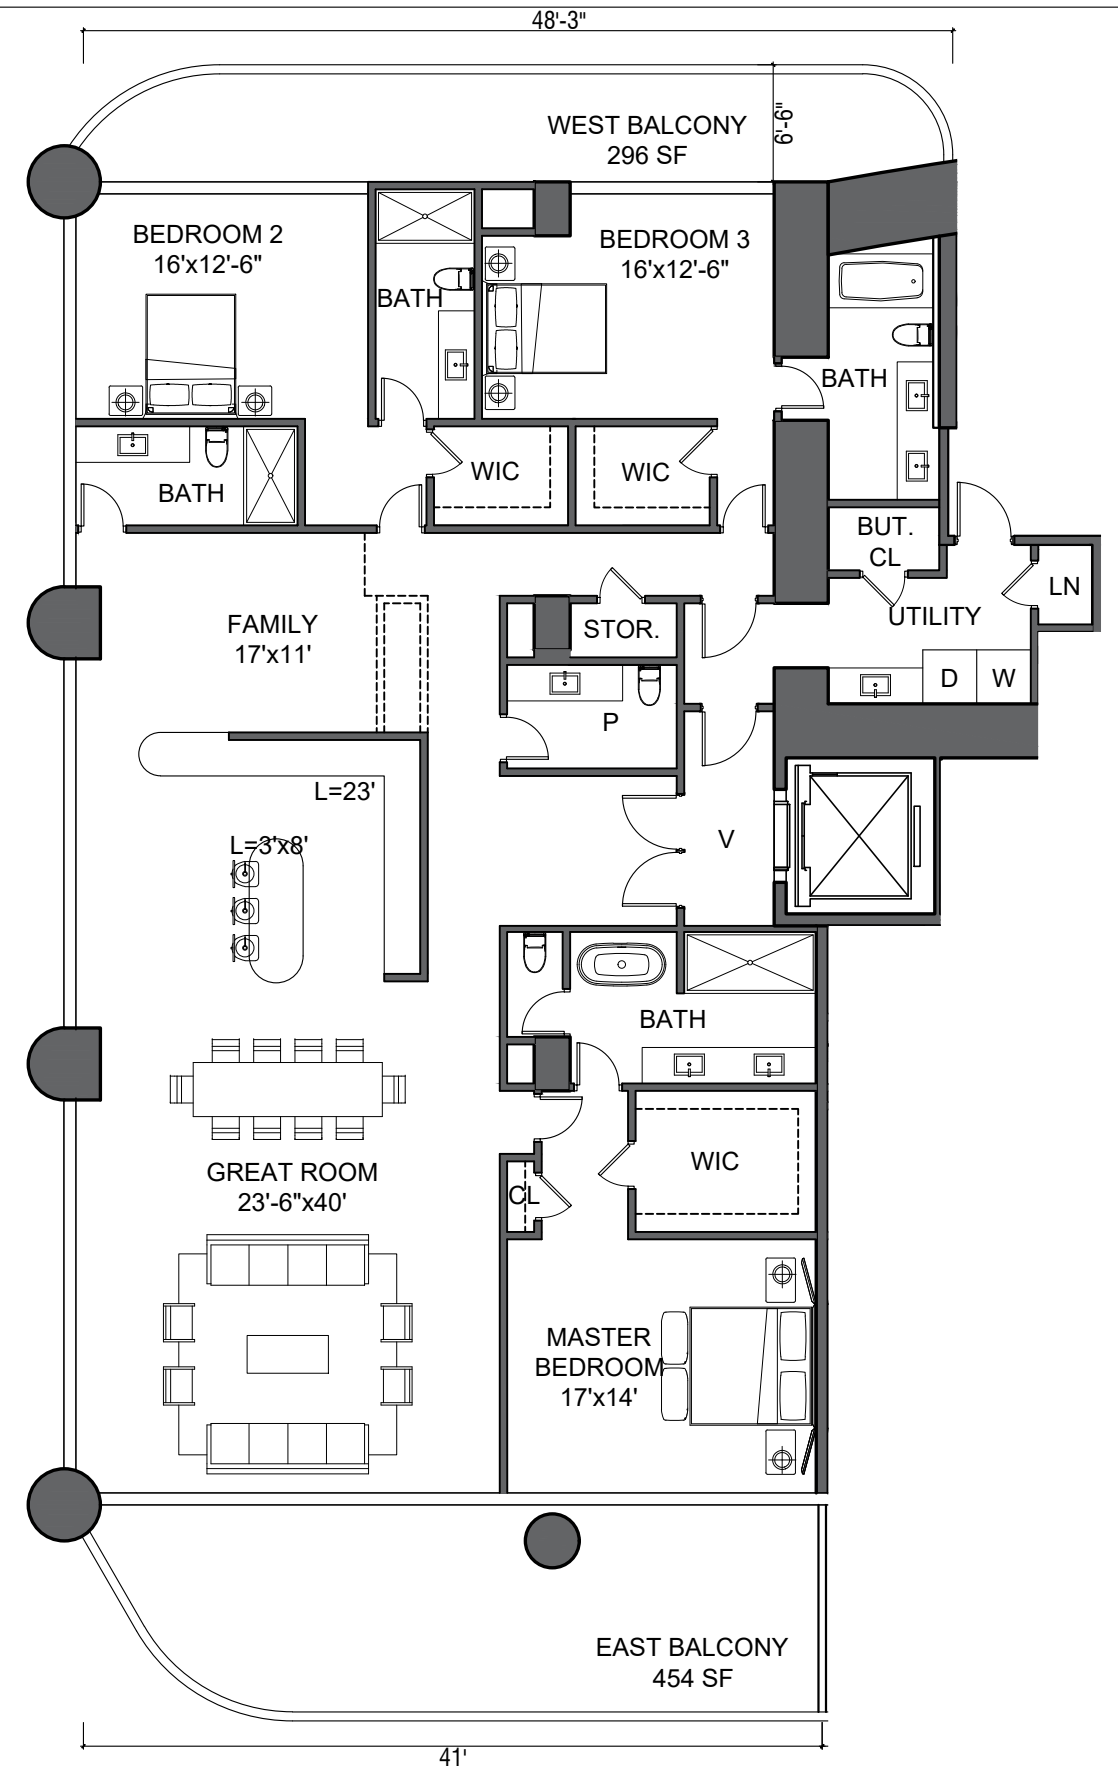 48'-3"
WEST BALCONY
296 SF
6'-6"
BEDROOM 2
16'x12'-6"
BEDROOM 3
16'x12'-6"
BATH
BATH
WIC
WIC
BATH
BUT.
CL
LN
FAMILY
17'x11'
STOR.
UTILITY
D
W
P
L=23'
L=3'x8'
V
BATH
GREAT ROOM
23'-6"x40'
WIC
CL
MASTER
BEDROOM
17'x14'
EAST BALCONY
454 SF
41'